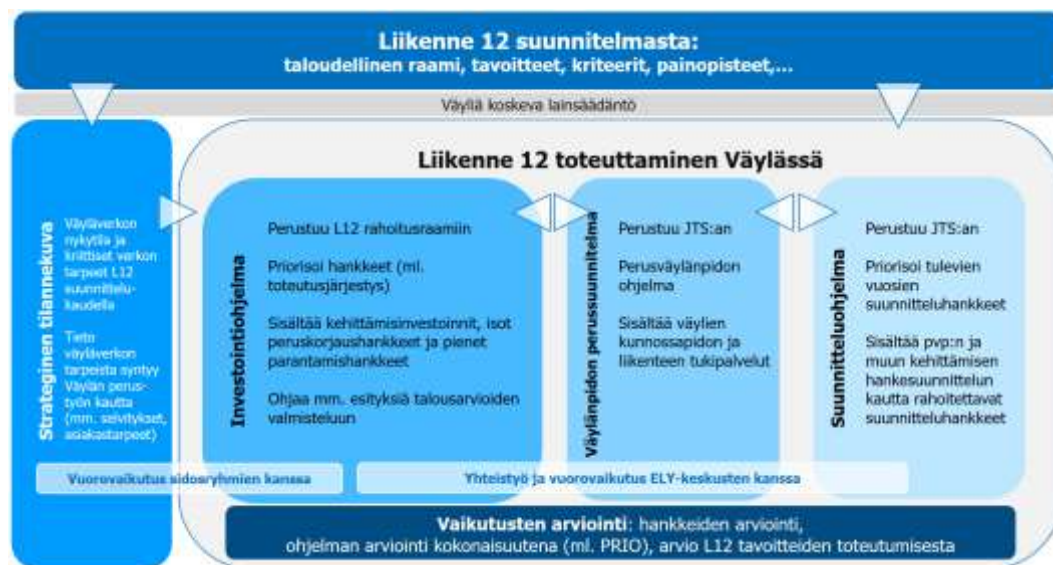 Liikenne 12 suunnitelmasta:
taloudellinen raami, tavoitteet, kriteerit, painopisteet,...
Väyliä koskeva lainsäädäntö
Strateginen tilannekuva
Väyläverkon
nykytila ja
kriittiset verkon
tarpeet L12
suunnittelu-
kaudella
Tieto
väyläverkon
tarpeista syntyy
Väylän perus-
työn kautta
(mm. selvitykset,
asiakastarpeet)
Liikenne 12 toteuttaminen Väylässä
Investointiohjelma
Perustuu L12 rahoitusraamiin
Priorisoi hankkeet (ml.
toteutusjärjestys)
Sisältää kehittämisinvestoinnit, isot
peruskorjaushankkeet ja pienet
parantamishankkeet
Ohjaa mm. esityksiä talousarvioiden
valmisteluun
Väylänpidon perussuunnitelma
Perustuu JTS:an
Perusväylänpidon
ohjelma
Sisältää väylien
kunnossapidon ja
liikenteen tukipalvelut
Suunnitteluohjelma
Perustuu JTS:an
Priorisoi tulevien
vuosien
suunnitteluhankkeet
Sisältää pvp:n ja
muun kehittämisen
hankesuunnittelun
kautta rahoitettavat
suunnitteluhankkeet
Vuorovaikutus sidosryhmien kanssa
Yhteistyö ja vuorovaikutus ELY-keskusten kanssa
Vaikutusten arviointi: hankkeiden arviointi,
ohjelman arviointi kokonaisuutena (ml. PRIO), arvio L12 tavoitteiden toteutumisesta